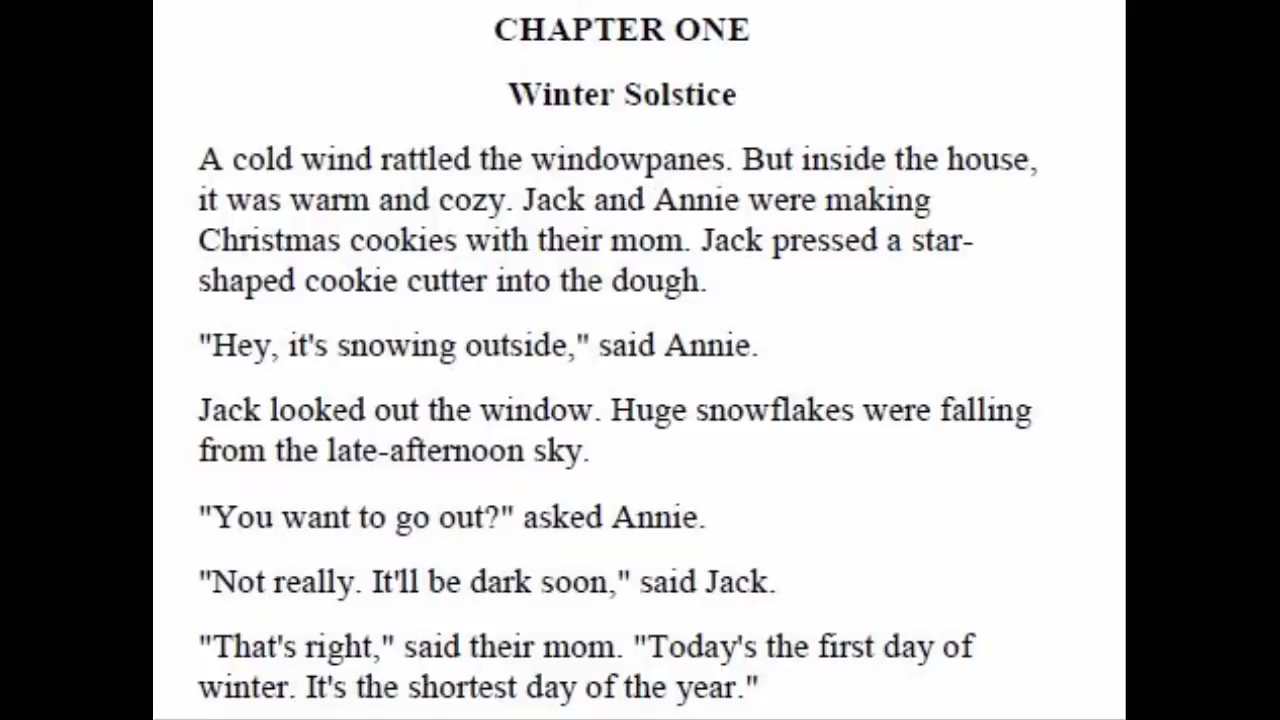 CHAPTER ONE
Winter Solstice
A cold wind rattled the windowpanes. But inside the house,
it was warm and cozy. Jack and Annie were making
Christmas cookies with their mom. Jack pressed a star-
shaped cookie cutter into the dough.
"Hey, it's snowing outside," said Annie.
Jack looked out the window. Huge snowflakes were falling
from the late-afternoon sky.
"You want to go out?" asked Annie.
"Not really. It'll be dark soon," said Jack.
"That's right," said their mom. "Today's the first day of
winter. It's the shortest day of the year."